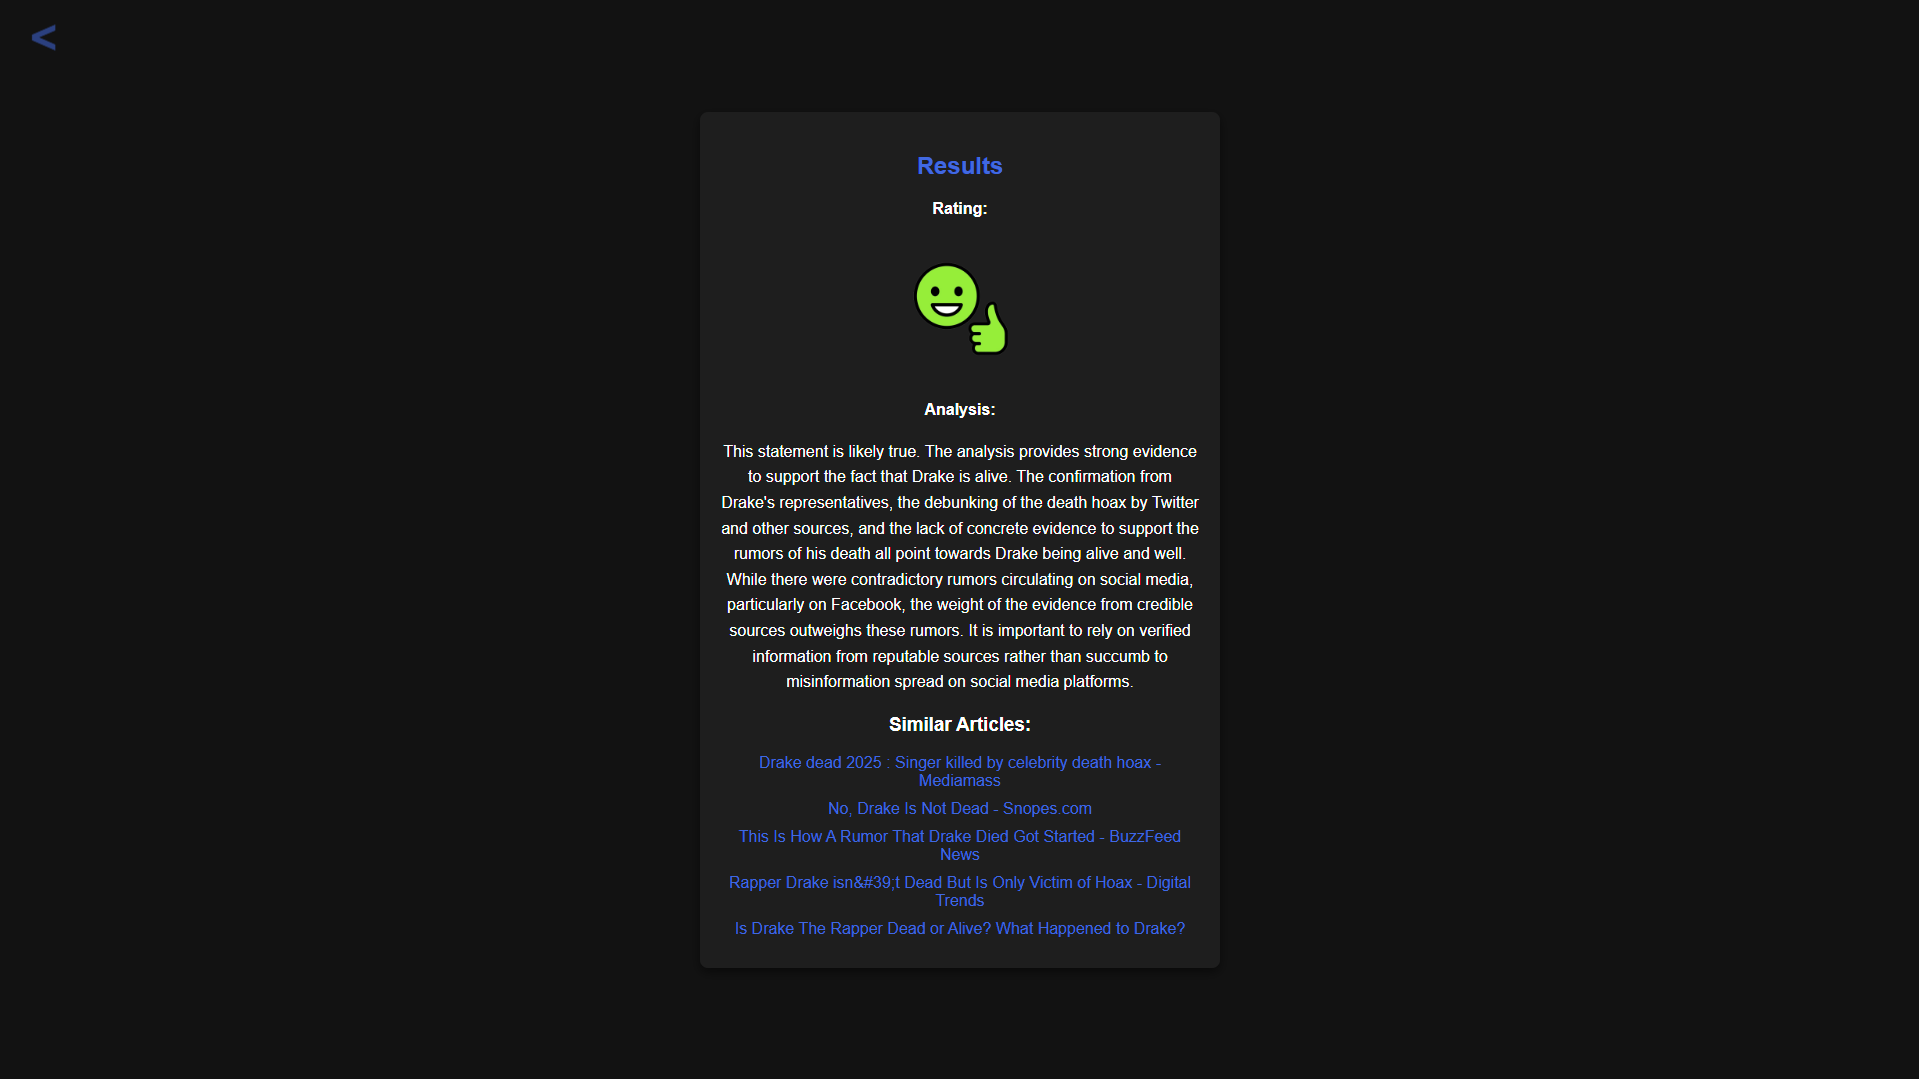 <
Results
Rating:
Analysis:
This statement is likely true. The analysis provides strong evidence
to support the fact that Drake is alive. The confirmation from
Drake's representatives, the debunking of the death hoax by Twitter
and other sources, and the lack of concrete evidence to support the
rumors of his death all point towards Drake being alive and well.
While there were contradictory rumors circulating on social media,
particularly on Facebook, the weight of the evidence from credible
sources outweighs these rumors. It is important to rely on verified
information from reputable sources rather than succumb to
misinformation spread on social media platforms.
Similar Articles:
Drake dead 2025 : Singer killed by celebrity death hoax -
Mediamass
No, Drake Is Not Dead - Snopes.com
This Is How A Rumor That Drake Died Got Started - BuzzFeed
News
Rapper Drake isn&#39;t Dead But Is Only Victim of Hoax - Digital
Trends
Is Drake The Rapper Dead or Alive? What Happened to Drake?